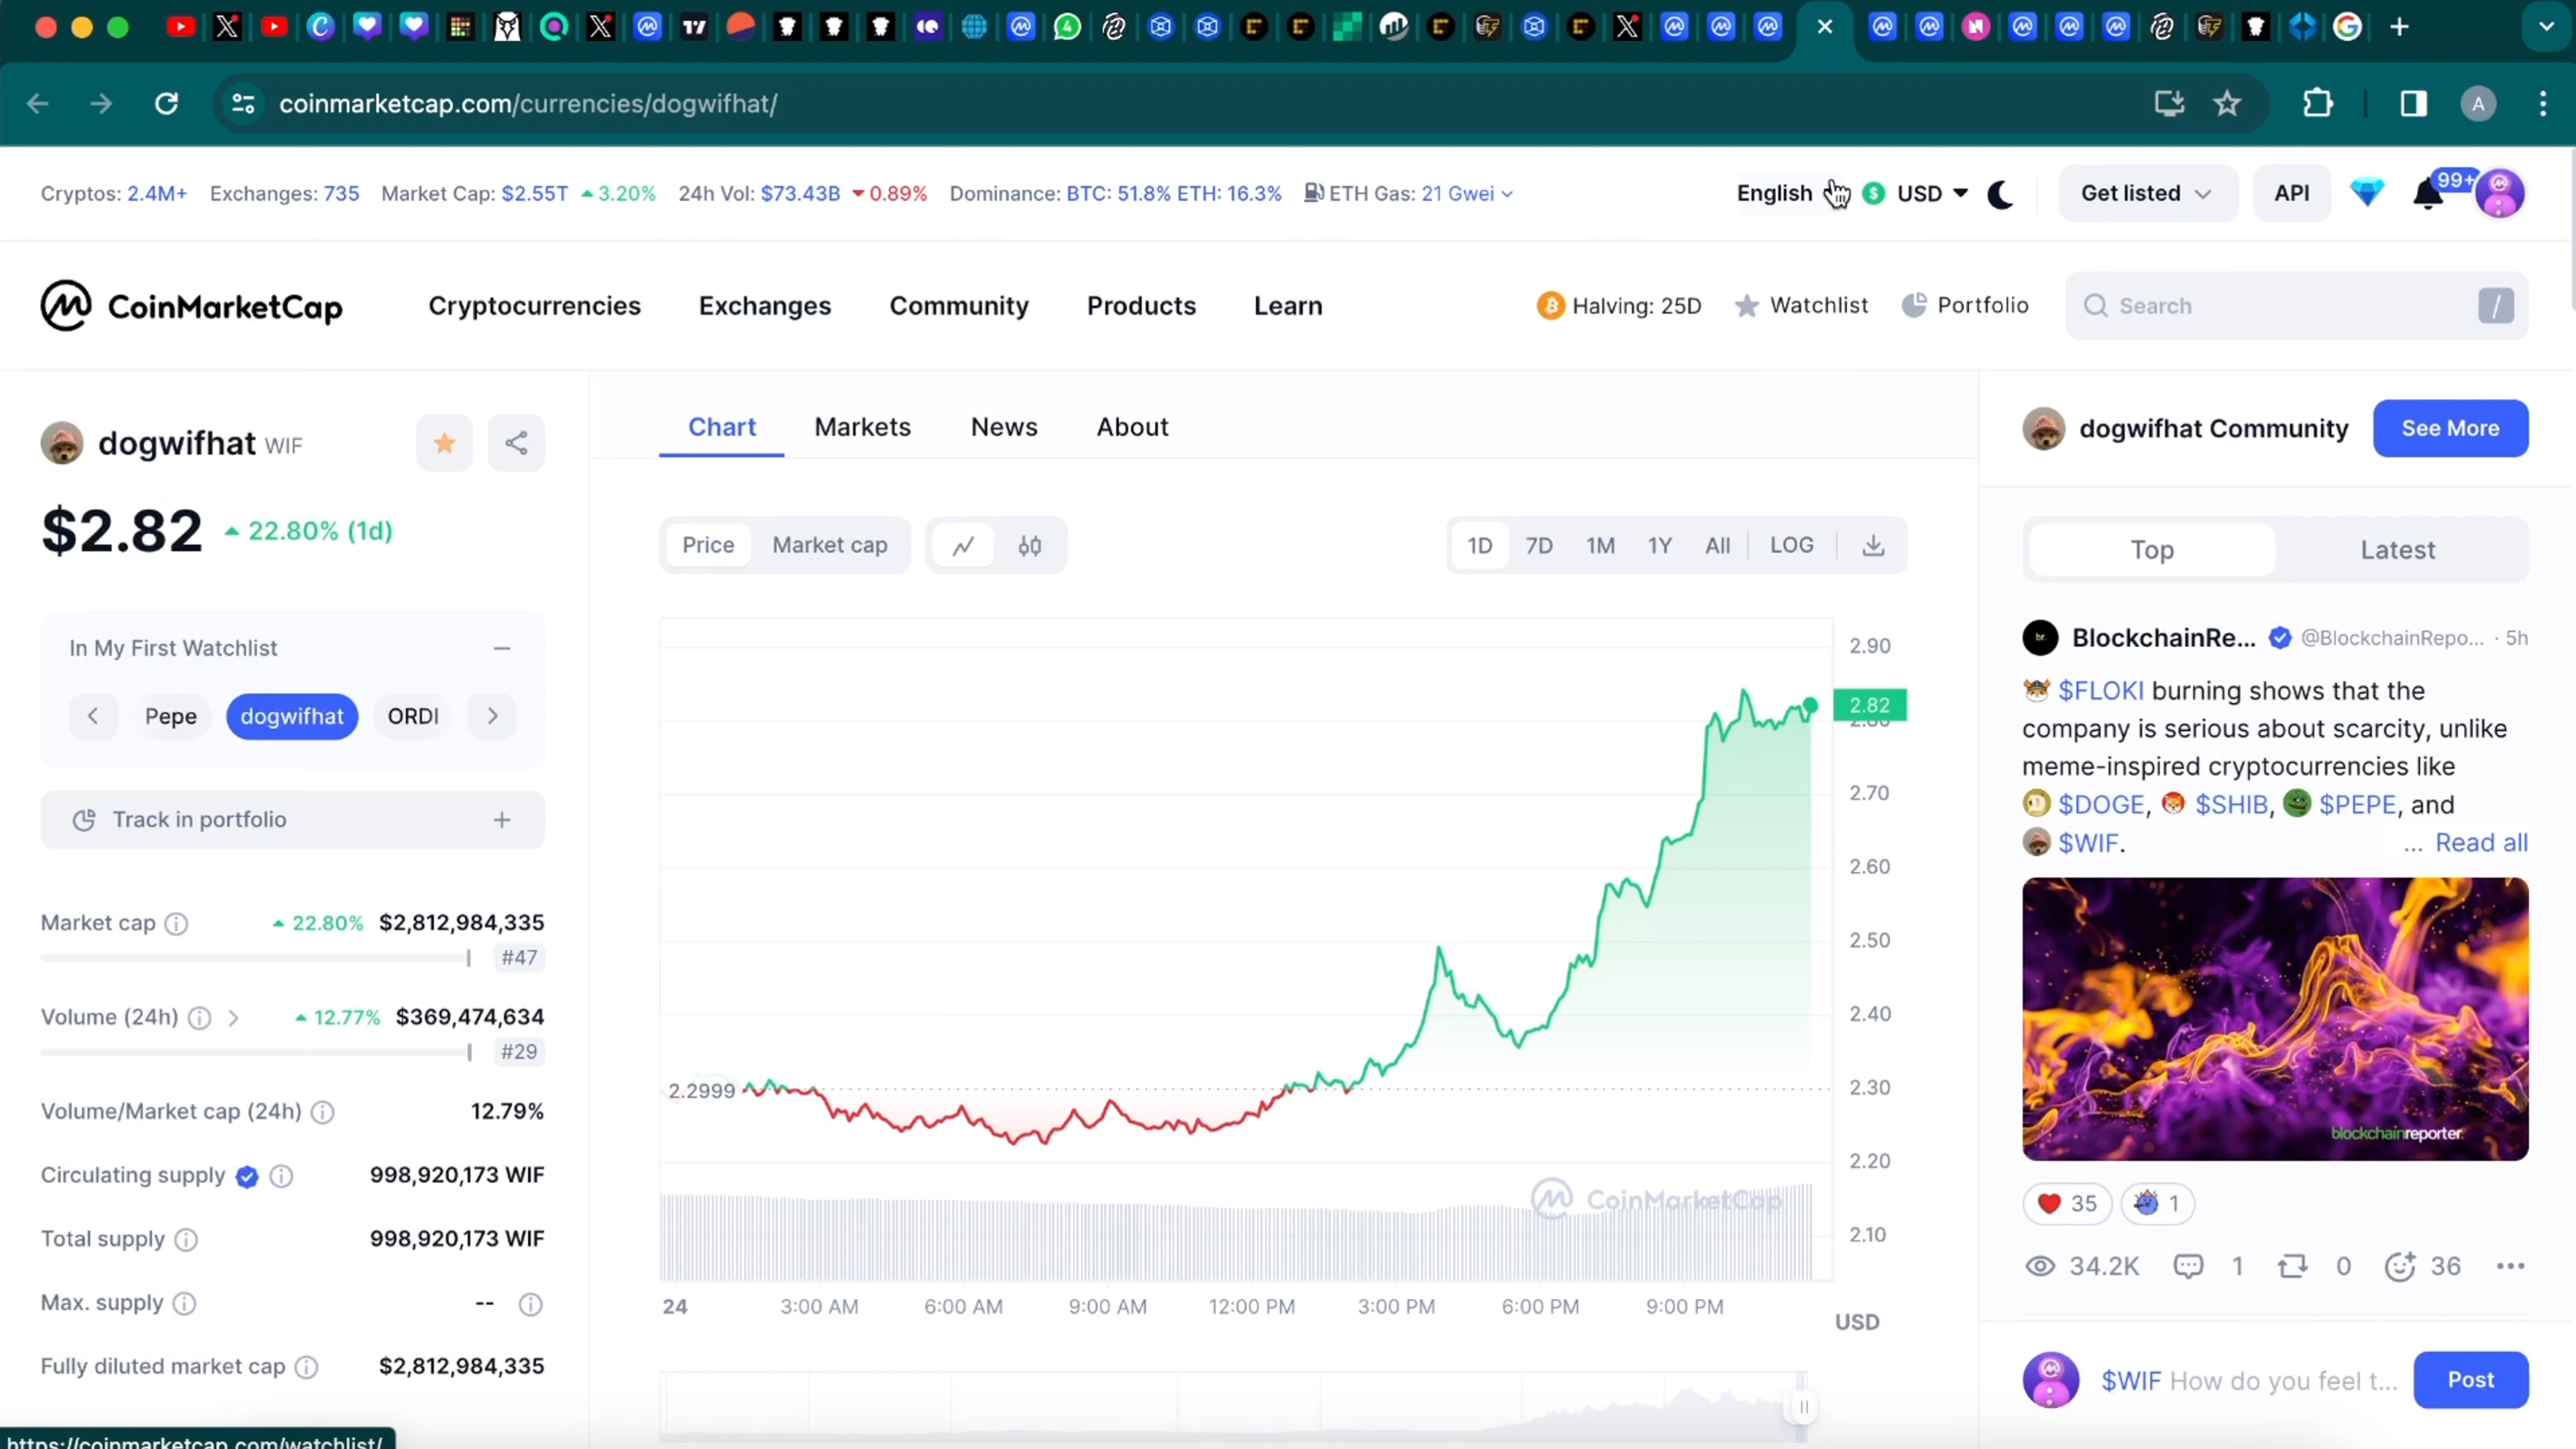 coinmarketcap.com/currencies/dogwifhat/
A
Cryptos: 2.4M+ Exchanges: 735 Market Cap: $2.55T 3.20% 24h Vol: $73.43B 0.89% Dominance: BTC: 51.8% ETH: 16.3% ETH Gas: 21 Gwei
English USD Get listed API 99+
CoinMarketCap Cryptocurrencies Exchanges Community Products Learn Halving: 25D Watchlist Portfolio Search /
dogwifhat WIF
$2.82 22.80% (1d)
In My First Watchlist
Pepe dogwifhat ORDI
Track in portfolio +
Market cap 22.80% $2,812,984,335
#47
Volume (24h) 12.77% $369,474,634
#29
Volume/Market cap (24h) 12.79%
Circulating supply 998,920,173 WIF
Total supply 998,920,173 WIF
Max. supply --
Fully diluted market cap $2,812,984,335
https://coinmarketcap.com/watchlist/
Chart Markets News About
Price Market cap 1D 7D 1M 1Y All LOG
2.90
2.82
2.80
2.70
2.60
2.50
2.40
2.2999 2.30
2.20
CoinMarketCap
2.10
24 3:00 AM 6:00 AM 9:00 AM 12:00 PM 3:00 PM 6:00 PM 9:00 PM
USD
dogwifhat Community See More
Top Latest
BlockchainRe... @BlockchainRepo... · 5h
$FLOKI burning shows that the
company is serious about scarcity, unlike
meme-inspired cryptocurrencies like
$DOGE, $SHIB, $PEPE, and
$WIF. ... Read all
blockchainreporter
35 1
34.2K 1 0 36
$WIF How do you feel t... Post